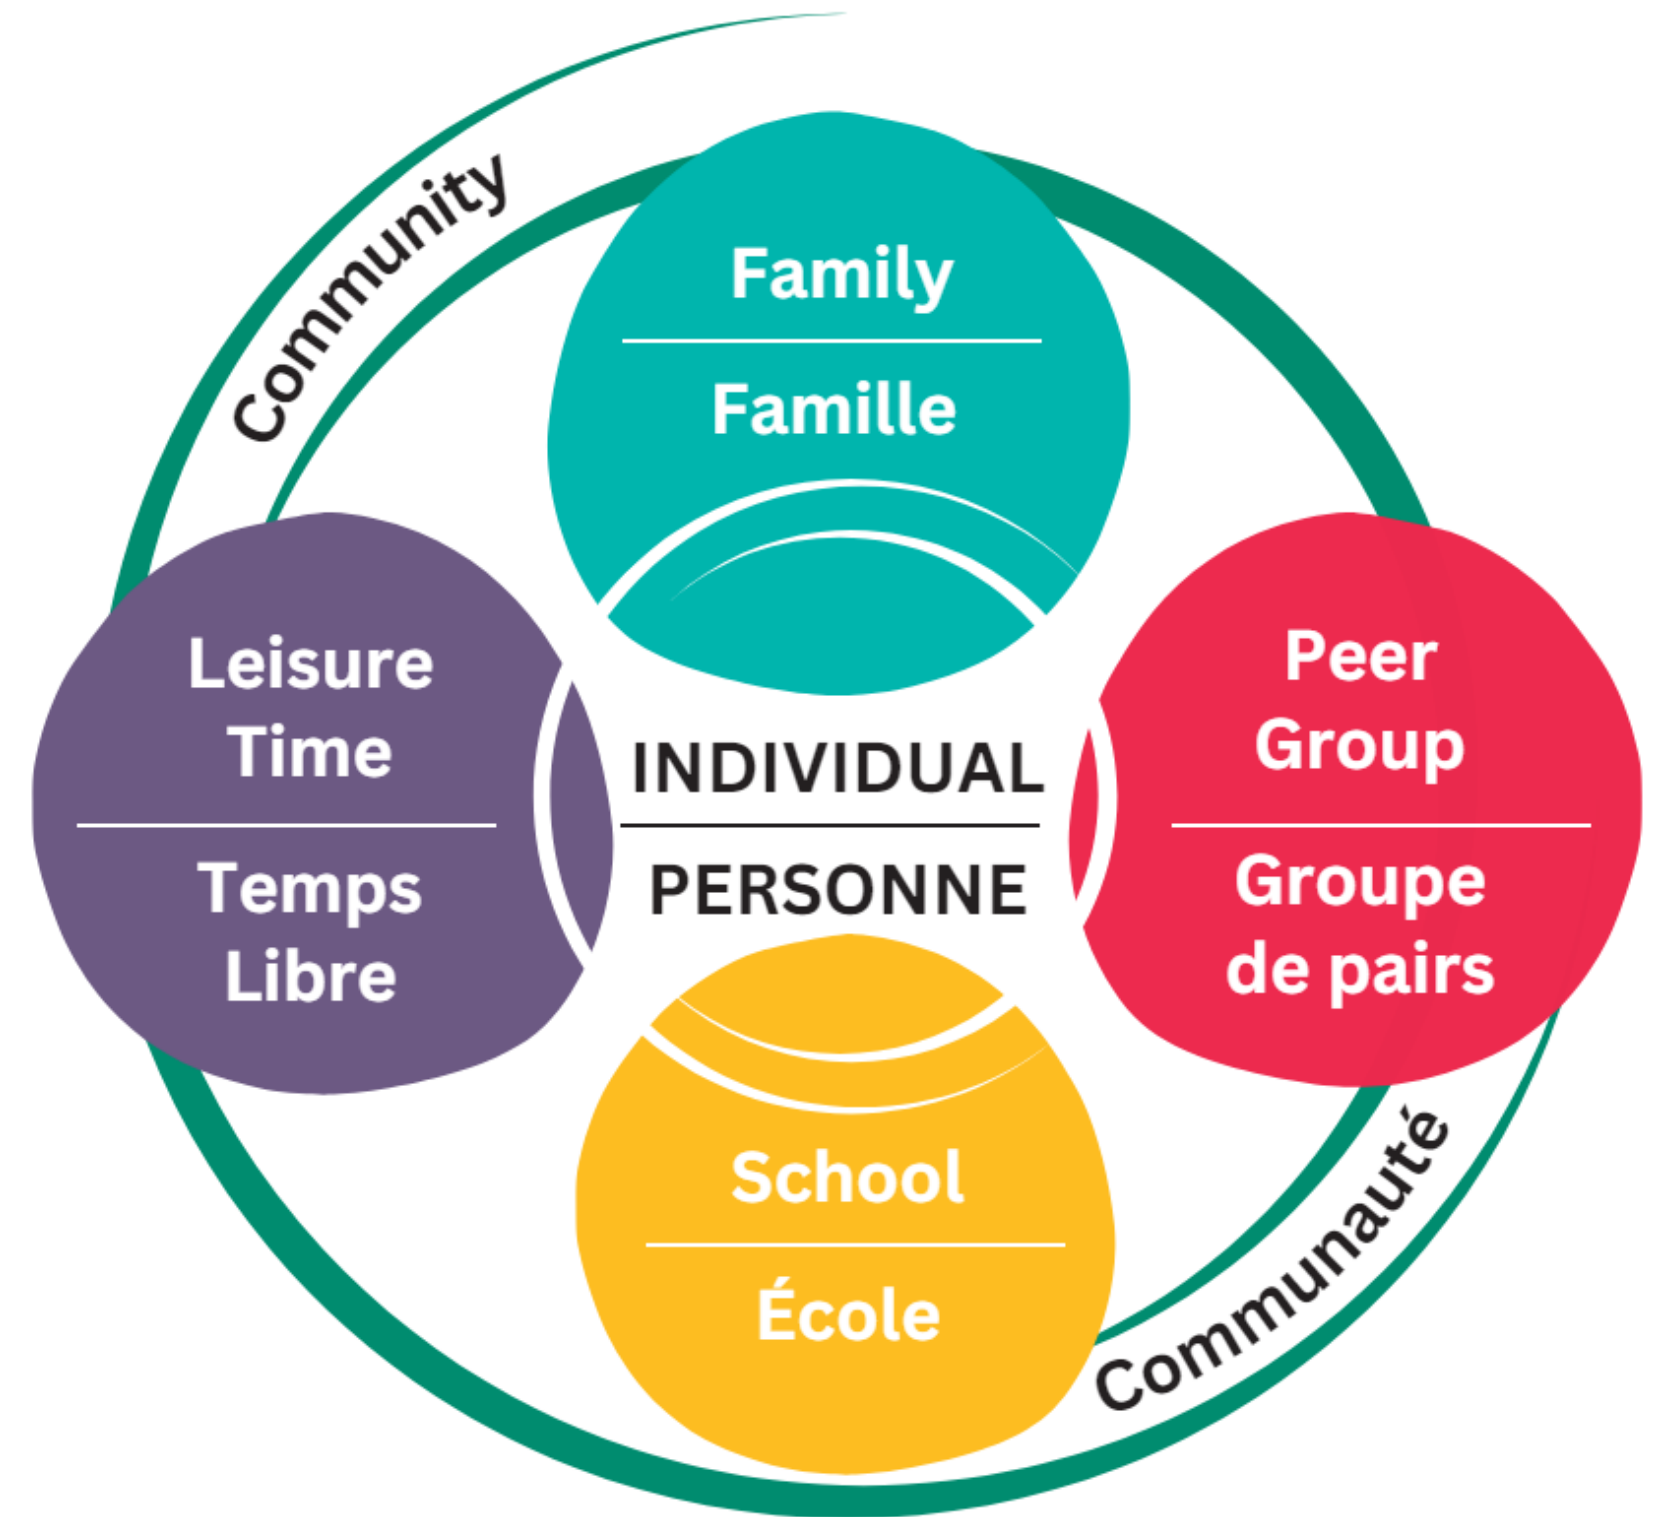 Community
Family
Famille
Leisure
Time
Temps
Libre
INDIVIDUAL
PERSONNE
Peer
Group
Groupe
de pairs
School
École
Communauté